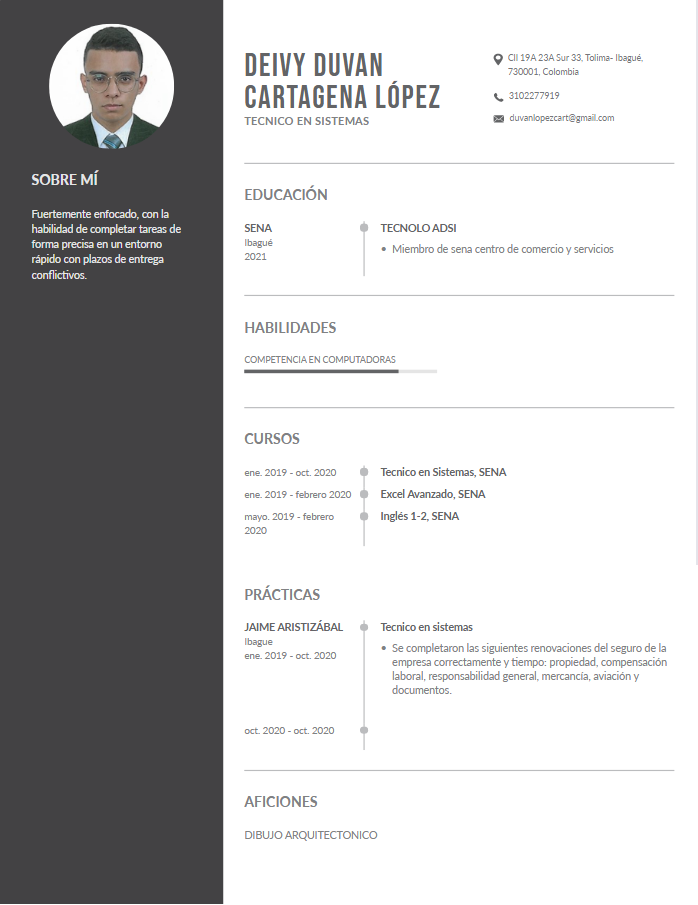 DEIVY DUVAN
CARTAGENA LÓPEZ
TECNICO EN SISTEMAS
Cll 19A 23A Sur 33, Tolima- Ibagué,
730001, Colombia
3102277919
duvanlopezcart@gmail.com
SOBRE MÍ
Fuertemente enfocado, con la
habilidad de completar tareas de
forma precisa en un entorno
rápido con plazos de entrega
conflictivos.
EDUCACIÓN
SENA
Ibagué
2021
TECNOLO ADSI
• Miembro de sena centro de comercio y servicios
HABILIDADES
COMPETENCIA EN COMPUTADORAS
CURSOS
ene. 2019 - oct. 2020 Tecnico en Sistemas, SENA
ene. 2019 - febrero 2020 Excel Avanzado, SENA
mayo. 2019 - febrero
2020
Inglés 1-2, SENA
PRÁCTICAS
JAIME ARISTIZÁBAL
Ibague
ene. 2019 - oct. 2020
Tecnico en sistemas
• Se completaron las siguientes renovaciones del seguro de la
empresa correctamente y tiempo: propiedad, compensación
laboral, responsabilidad general, mercancía, aviación y
documentos.
oct. 2020 - oct. 2020
AFICIONES
DIBUJO ARQUITECTONICO